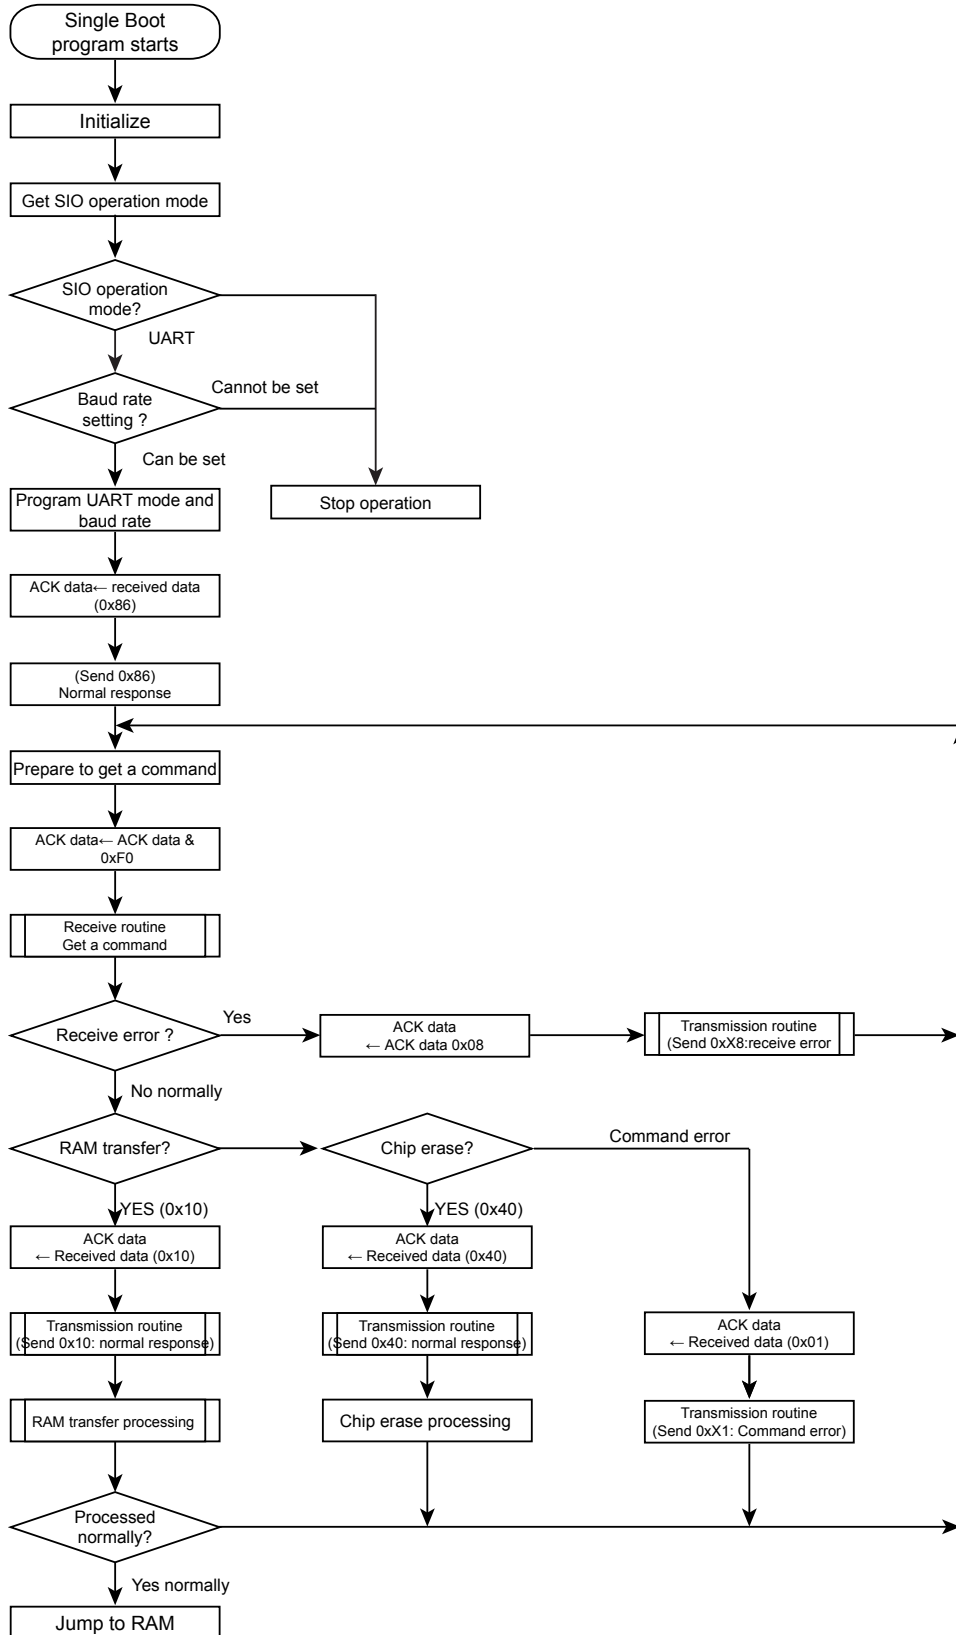 Single Boot
program starts
Initialize
Get SIO operation mode
SIO operation
mode?
UART
Baud rate
setting ?
Cannot be set
Can be set
Program UART mode and
baud rate
Stop operation
ACK data← received data
(0x86)
(Send 0x86)
Normal response
Prepare to get a command
ACK data← ACK data &
0xF0
Receive routine
Get a command
Receive error ?
Yes
ACK data
← ACK data 0x08
Transmission routine
(Send 0xX8:receive error
No normally
RAM transfer?
Chip erase?
Command error
YES (0x10)
YES (0x40)
ACK data
← Received data (0x10)
ACK data
← Received data (0x40)
Transmission routine
(Send 0x10: normal response)
Transmission routine
(Send 0x40: normal response)
ACK data
← Received data (0x01)
RAM transfer processing
Chip erase processing
Transmission routine
(Send 0xX1: Command error)
Processed
normally?
Yes normally
Jump to RAM